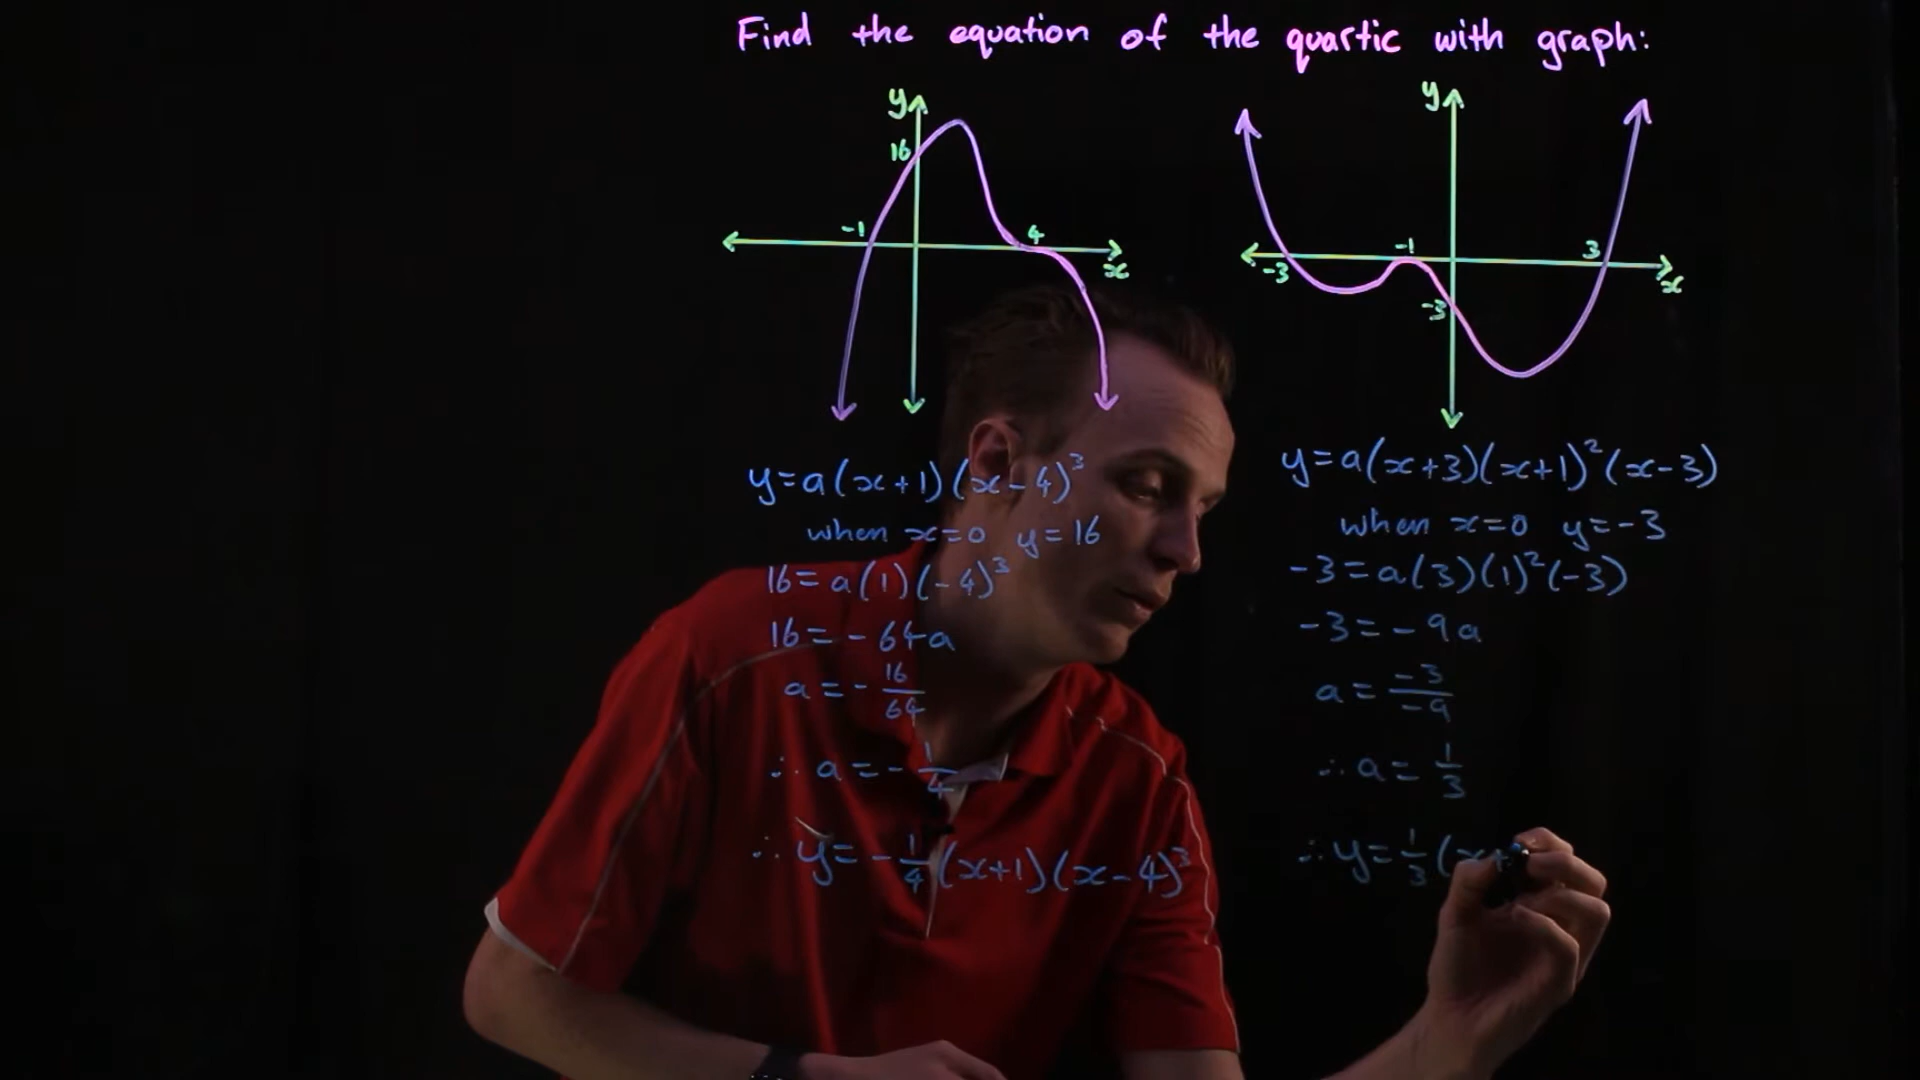 Find the equation of the quartic with graph:
y
16
-1
4
x
y
-3
-1
3
x
-3
y=a(x+1)(x-4)³
when x=0 y=16
16=a(1)(-4)³
16=-64a
a=-16/64
∴ a=-1/4
∴ y=-1/4(x+1)(x-4)³
y=a(x+3)(x+1)²(x-3)
when x=0 y=-3
-3=a(3)(1)²(-3)
-3=-9a
a=-3/-9
∴ a=1/3
∴ y=1/3(x+